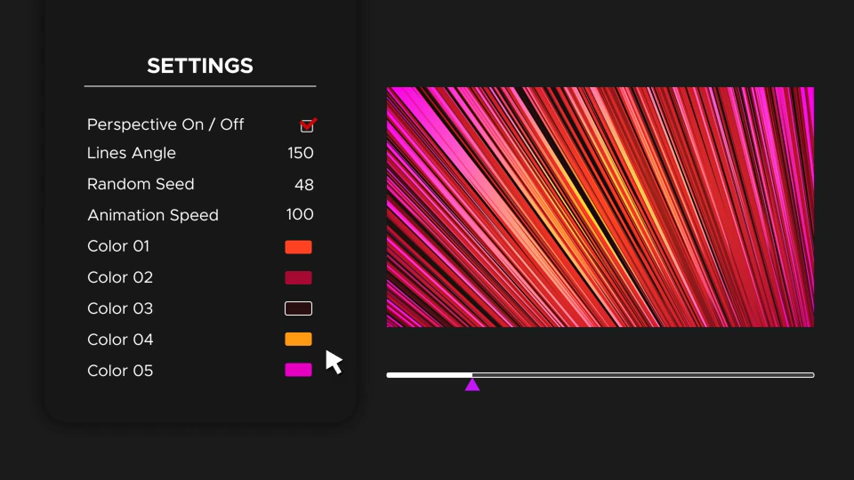 SETTINGS
Perspective On / Off
Lines Angle 150
Random Seed 48
Animation Speed 100
Color 01
Color 02
Color 03
Color 04
Color 05